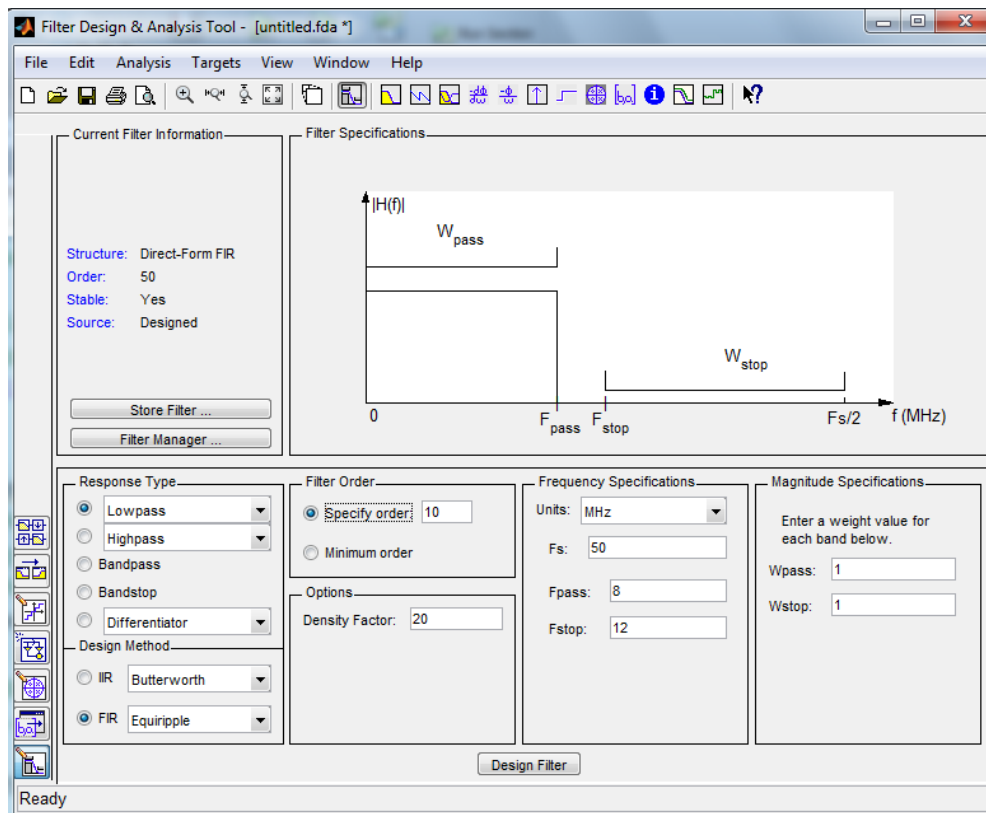 Filter Design & Analysis Tool - [untitled.fda *]
File Edit Analysis Targets View Window Help
Current Filter Information
Structure: Direct-Form FIR
Order: 50
Stable: Yes
Source: Designed
Store Filter ...
Filter Manager ...
Filter Specifications
|H(f)|
Wpass
Wstop
0
Fpass
Fstop
Fs/2
f (MHz)
Response Type
Lowpass
Highpass
Bandpass
Bandstop
Differentiator
Design Method
IIR Butterworth
FIR Equiripple
Filter Order
Specify order: 10
Minimum order
Options
Density Factor: 20
Frequency Specifications
Units: MHz
Fs: 50
Fpass: 8
Fstop: 12
Magnitude Specifications
Enter a weight value for
each band below.
Wpass: 1
Wstop: 1
Design Filter
Ready